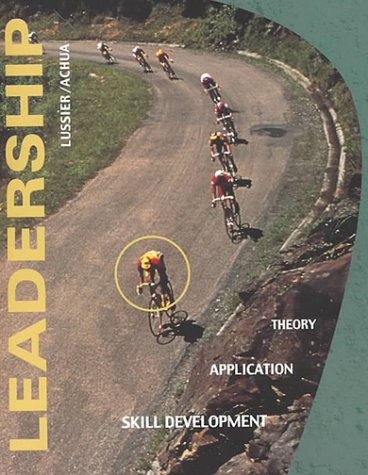 LEADERSHIP
LUSSIER/ACHUA
THEORY
APPLICATION
SKILL DEVELOPMENT